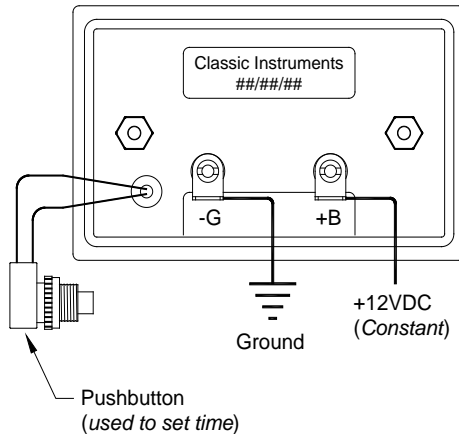 Classic Instruments
##/##/##
-G
+B
Ground
+12VDC
(Constant)
Pushbutton
(used to set time)